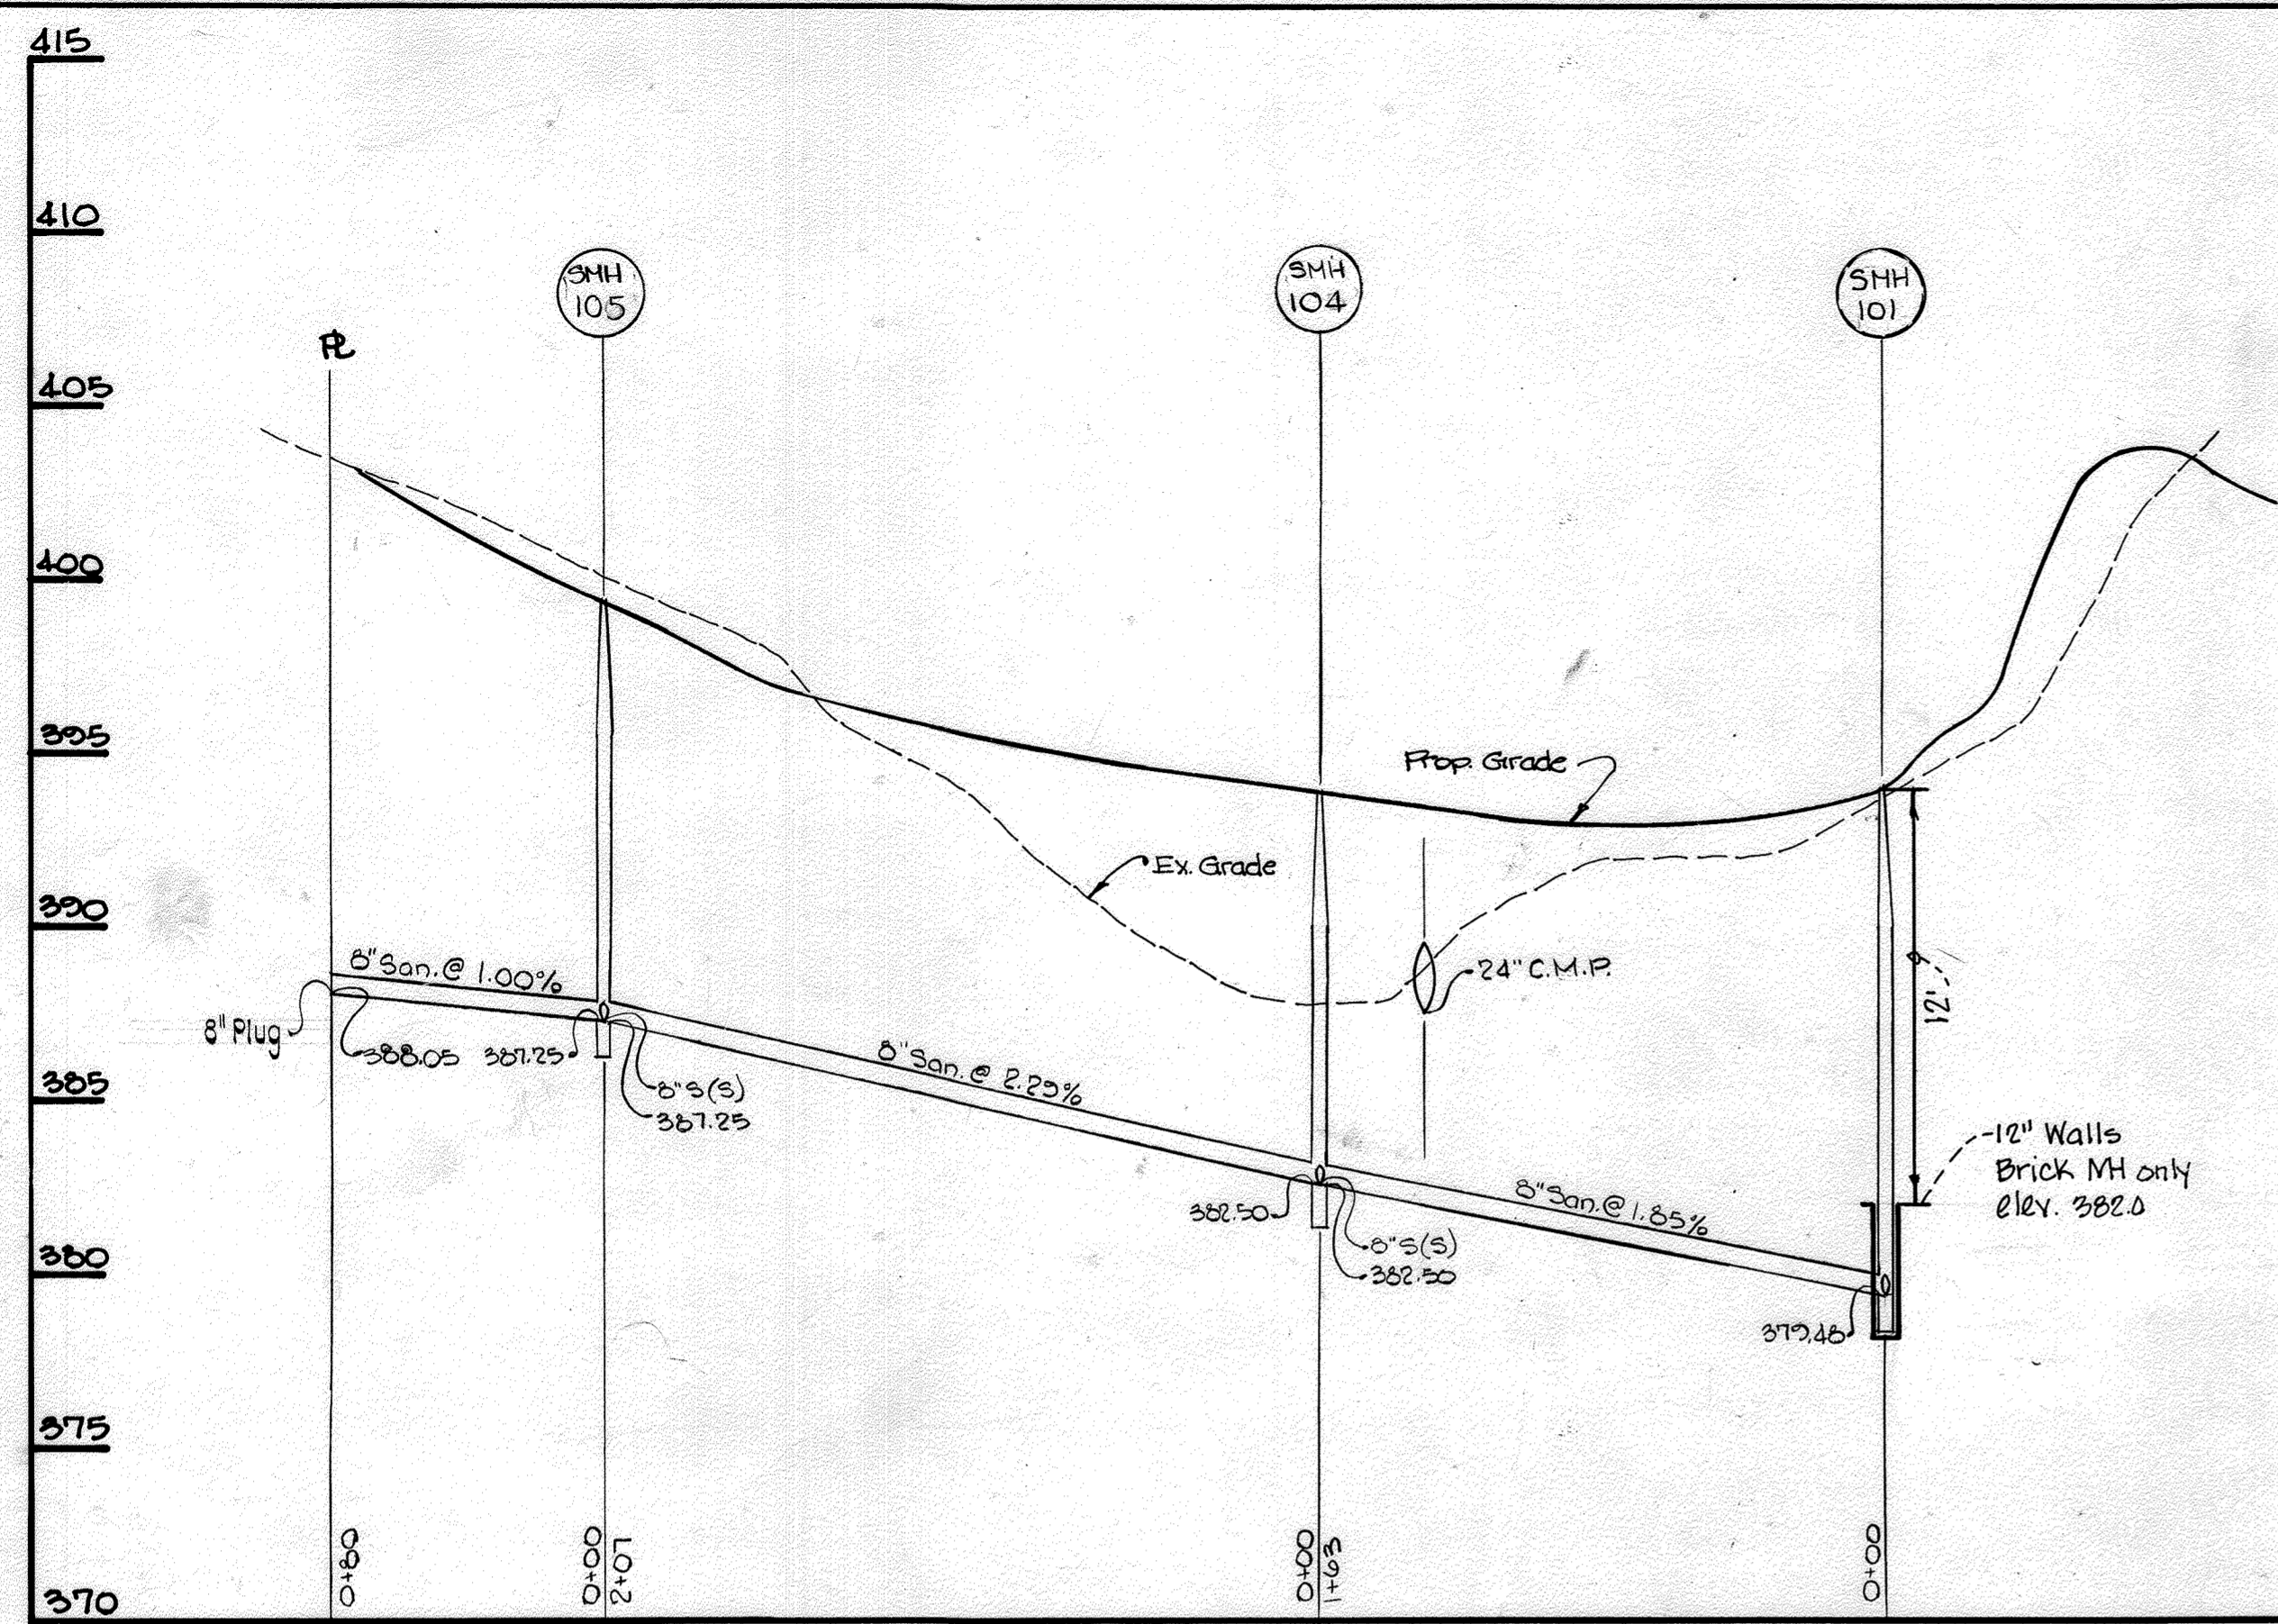 415
410
405
400
395
390
385
380
375
370
PL
SMH
105
SMH
104
SMH
101
Prop. Grade
Ex. Grade
24" C.M.P.
8" San. @ 1.00%
8" Plug
388.05
387.25
8" S(S)
387.25
8" San. @ 2.29%
382.50
8" S(S)
382.50
8" San. @ 1.85%
379.48
12'
12" Walls
Brick MH only
elev. 382.0
0+80
0+00
2+07
0+00
1+63
0+00